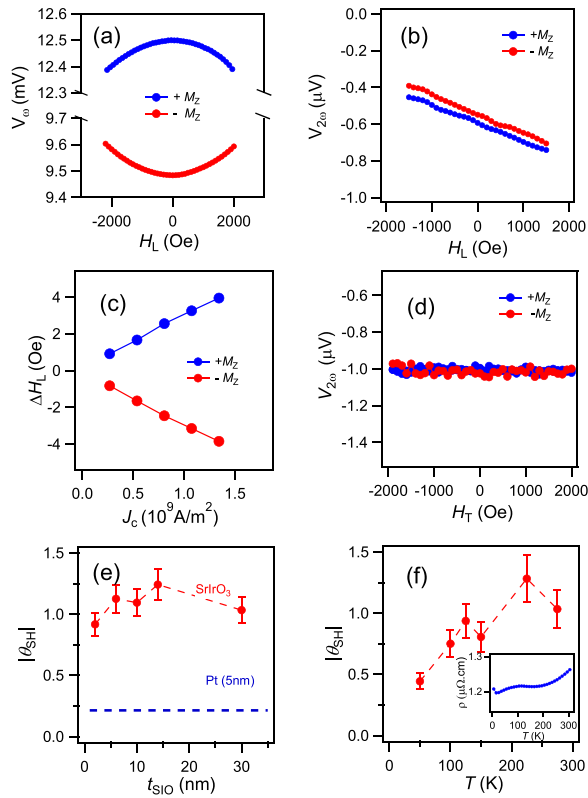 (a)
12.6
12.5
12.4
12.3
9.7
9.6
9.5
9.4
V_ω (mV)
+ M_Z
- M_Z
-2000 0 2000
H_L (Oe)
(b)
0.0
-0.2
-0.4
-0.6
-0.8
-1.0
V_2ω (μV)
+M_Z
- M_Z
-2000 -1000 0 1000 2000
H_L (Oe)
(c)
4
2
0
-2
-4
ΔH_L (Oe)
+M_Z
- M_Z
0.0 0.5 1.0 1.5
J_c (10^9A/m^2)
(d)
-0.6
-0.8
-1.0
-1.2
-1.4
V_2ω (μV)
+M_Z
-M_Z
-2000 -1000 0 1000 2000
H_T (Oe)
(e)
1.5
1.0
0.5
0.0
|θ_SH|
SrIrO_3
Pt (5nm)
0 10 20 30
t_SIO (nm)
(f)
1.5
1.0
0.5
0.0
|θ_SH|
1.3
1.2
ρ (μΩ.cm)
0 100 200 300
T (K)
0 50 100 150 200 250 300
T (K)